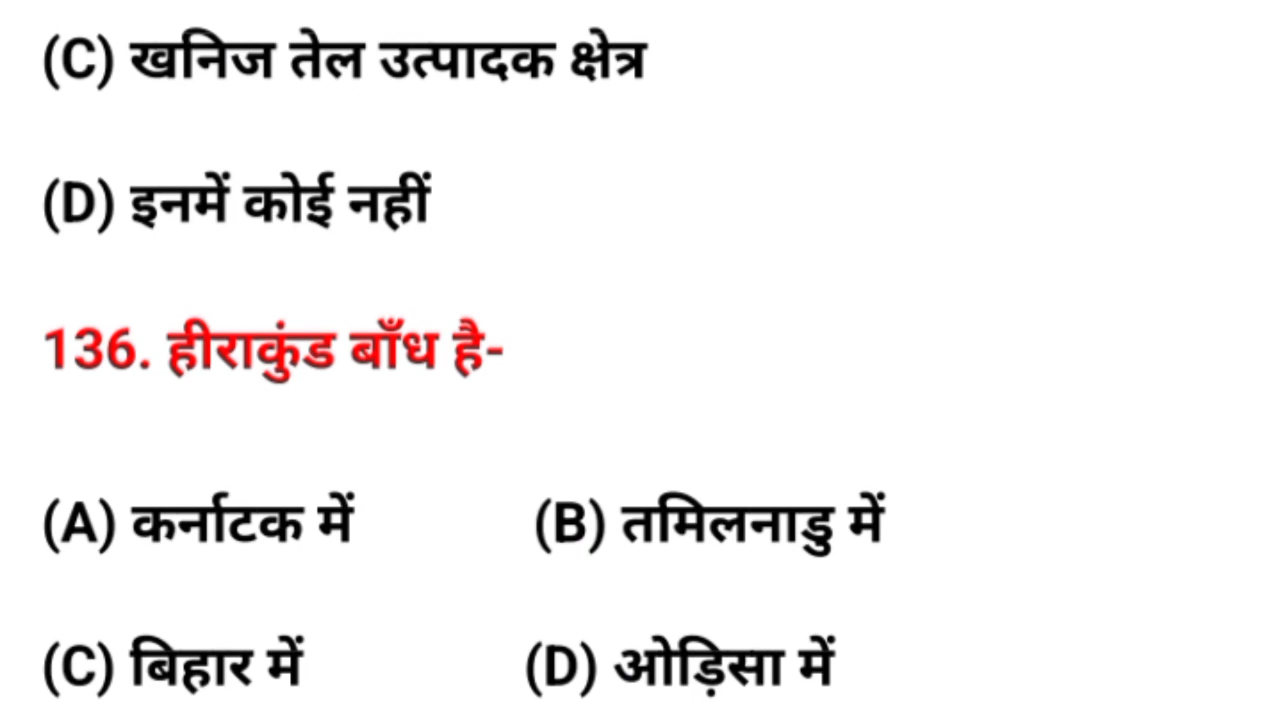 (C) खनिज तेल उत्पादक क्षेत्र
(D) इनमें कोई नहीं
136. हीराकुंड बाँध है-
(A) कर्नाटक में (B) तमिलनाडु में
(C) बिहार में (D) ओड़िसा में